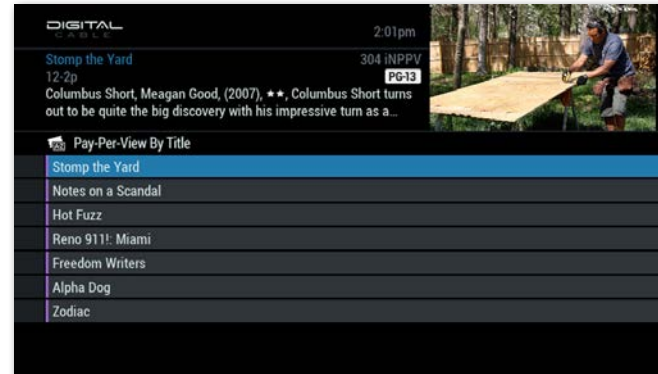 DIGITAL
CABLE
2:01pm
Stomp the Yard 304 iNPPV
12-2p PG-13
Columbus Short, Meagan Good, (2007), ★★, Columbus Short turns
out to be quite the big discovery with his impressive turn as a...
Pay-Per-View By Title
Stomp the Yard
Notes on a Scandal
Hot Fuzz
Reno 911!: Miami
Freedom Writers
Alpha Dog
Zodiac